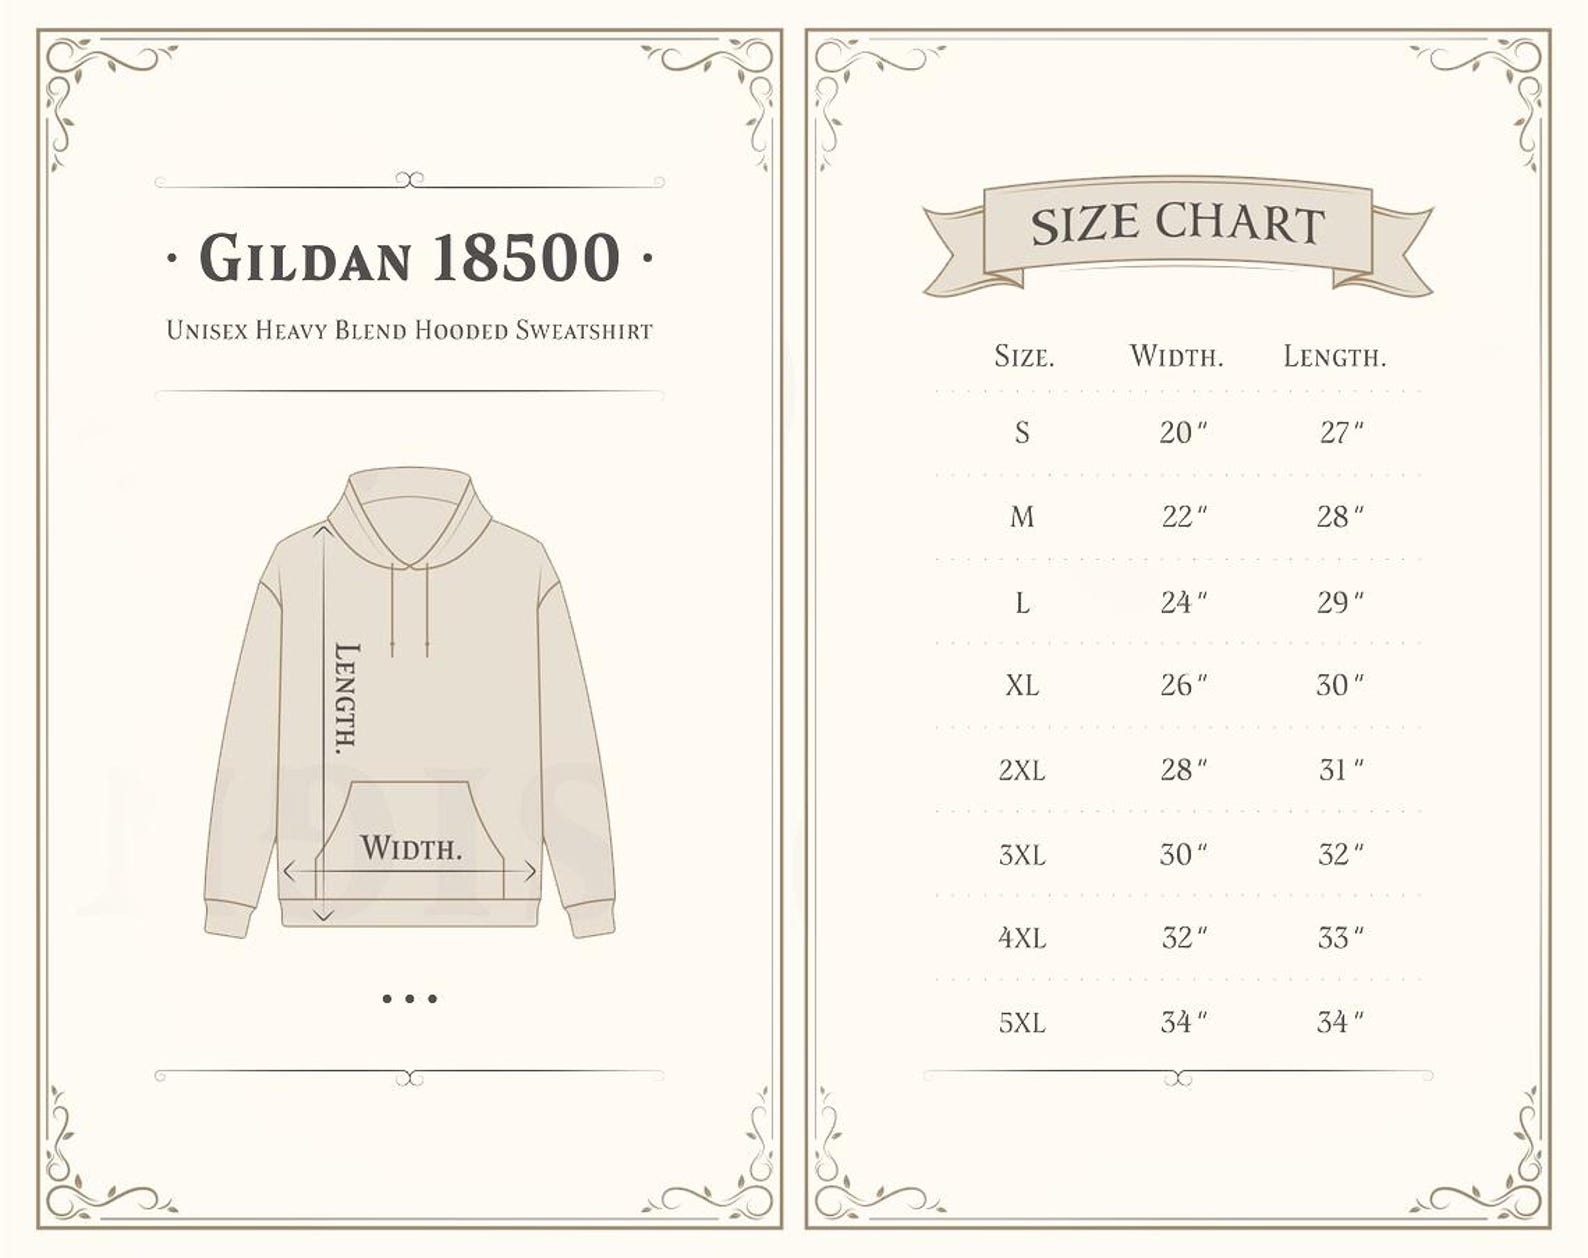 · Gildan 18500 ·
Unisex Heavy Blend Hooded Sweatshirt
Length.
Width.
SIZE CHART
Size. Width. Length.
S 20" 27"
M 22" 28"
L 24" 29"
XL 26" 30"
2XL 28" 31"
3XL 30" 32"
4XL 32" 33"
5XL 34" 34"